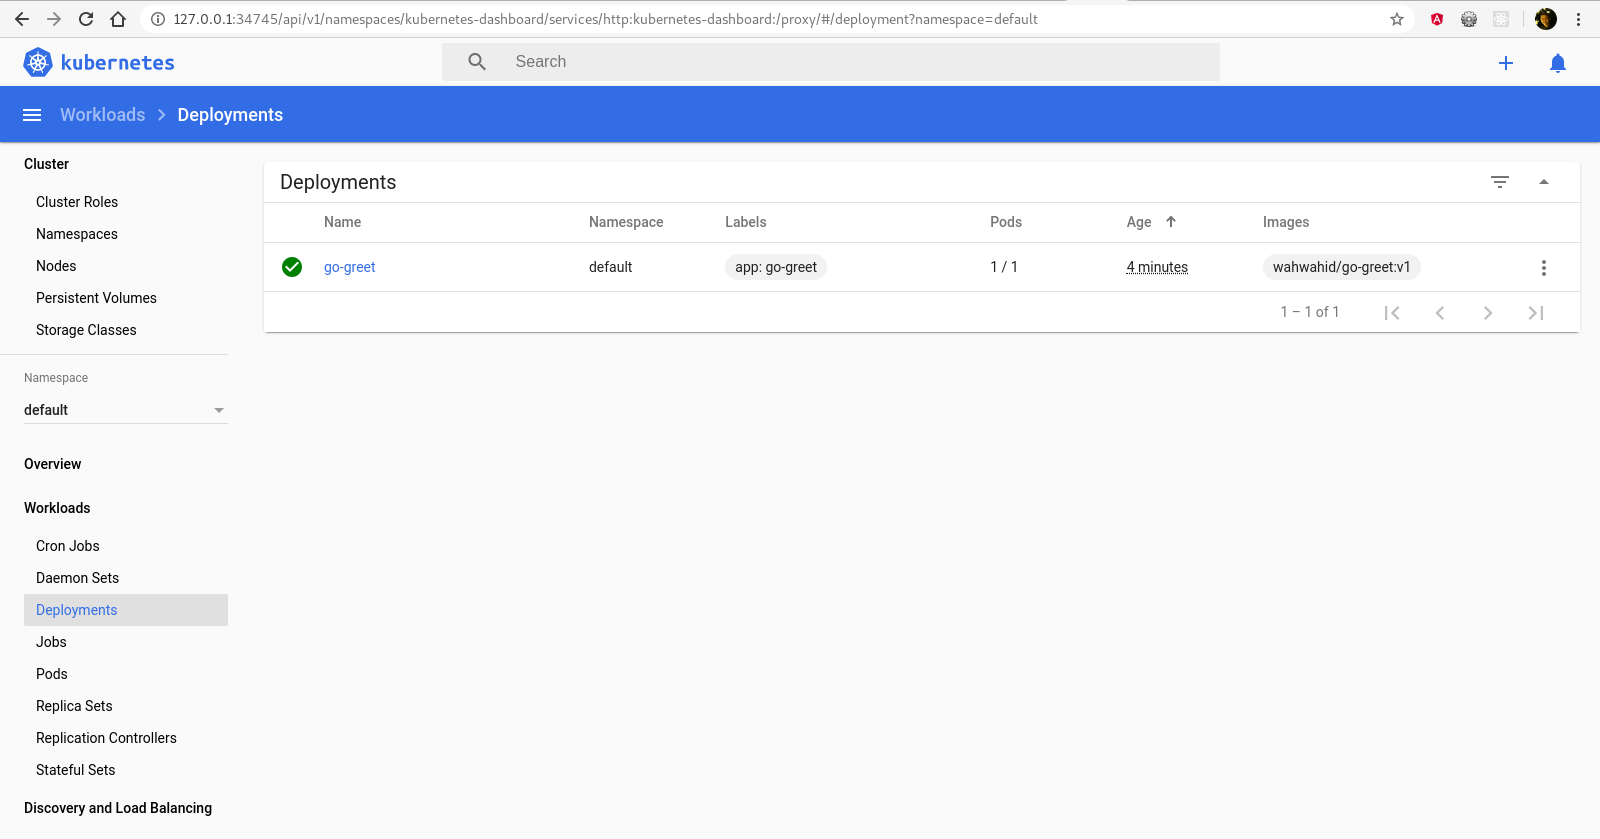 127.0.0.1:34745/api/v1/namespaces/kubernetes-dashboard/services/http:kubernetes-dashboard:/proxy/#/deployment?namespace=default
kubernetes
Search
Workloads
Deployments
Cluster
Cluster Roles
Namespaces
Nodes
Persistent Volumes
Storage Classes
Namespace
default
Overview
Workloads
Cron Jobs
Daemon Sets
Deployments
Jobs
Pods
Replica Sets
Replication Controllers
Stateful Sets
Discovery and Load Balancing
Deployments
Name Namespace Labels Pods Age Images
go-greet default app: go-greet 1 / 1 4 minutes wahwahid/go-greet:v1
1 – 1 of 1